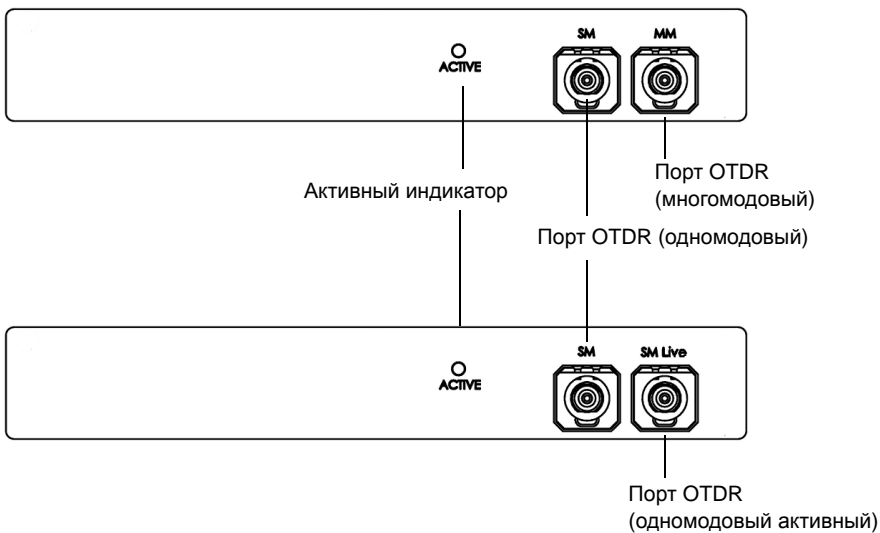 SM MM
ACTIVE
Порт OTDR
(многомодовый)
Активный индикатор
Порт OTDR (одномодовый)
SM SM Live
ACTIVE
Порт OTDR
(одномодовый активный)